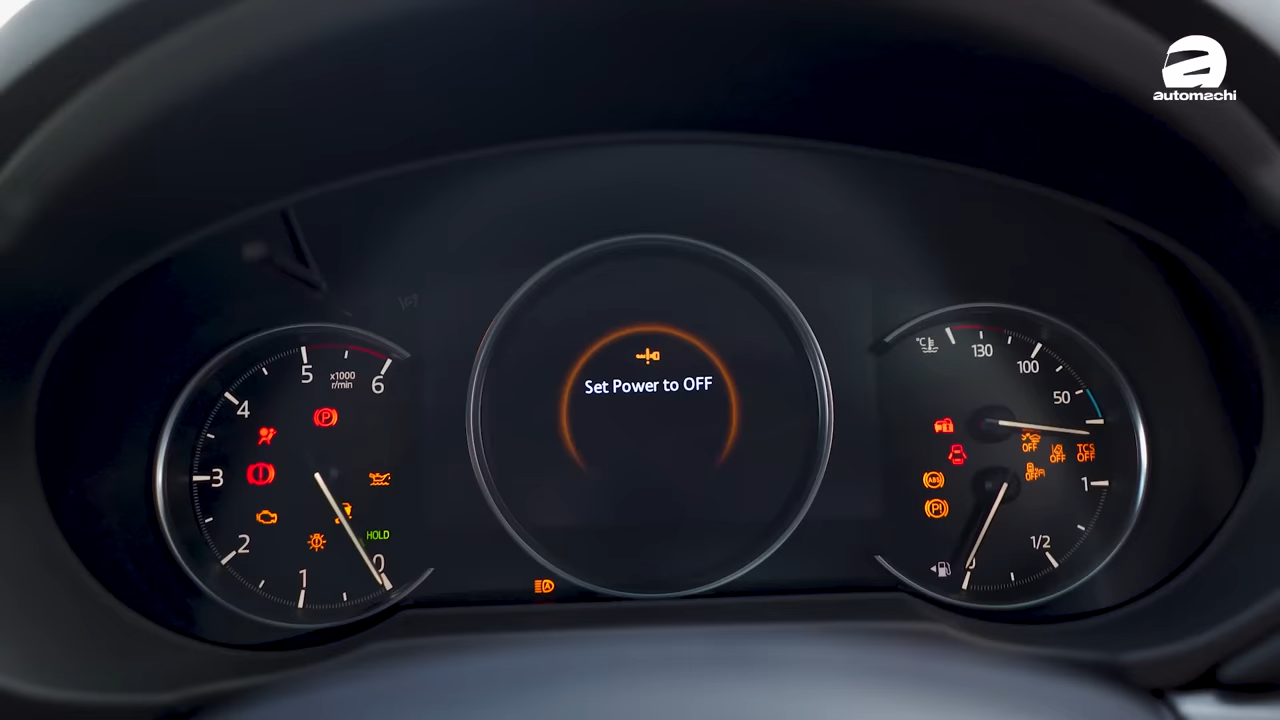 automachi
Set Power to OFF
5
x1000
r/min
6
4
3
2
1
0
P
!
HOLD
A
°C
130
100
50
OFF
OFF
TCS
OFF
OFF
ABS
P!
1
1/2
0